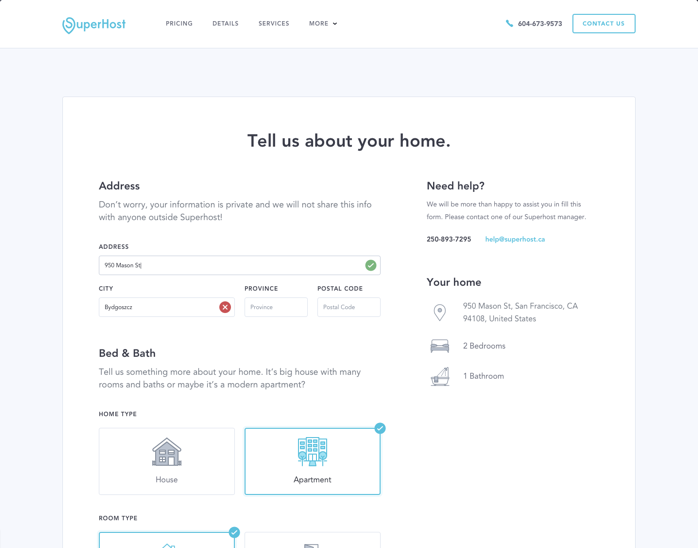 SuperHost
PRICING
DETAILS
SERVICES
MORE
604-673-9573
CONTACT US
Tell us about your home.
Address
Don’t worry, your information is private and we will not share this info
with anyone outside Superhost!
ADDRESS
950 Mason St
CITY
PROVINCE
POSTAL CODE
Bydgoszcz
Province
Postal Code
Bed & Bath
Tell us something more about your home. It’s big house with many
rooms and baths or maybe it’s a modern apartment?
HOME TYPE
House
Apartment
ROOM TYPE
Need help?
We will be more than happy to assist you in fill this
form. Please contact one of our Superhost manager.
250-893-7295
help@superhost.ca
Your home
950 Mason St, San Francisco, CA
94108, United States
2 Bedrooms
1 Bathroom